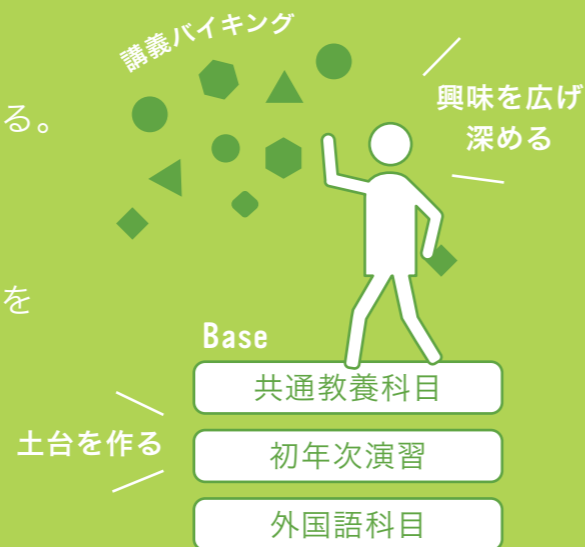 講義バイキング
る。
興味を広げ
深める
を
Base
共通教養科目
土台を作る
初年次演習
外国語科目